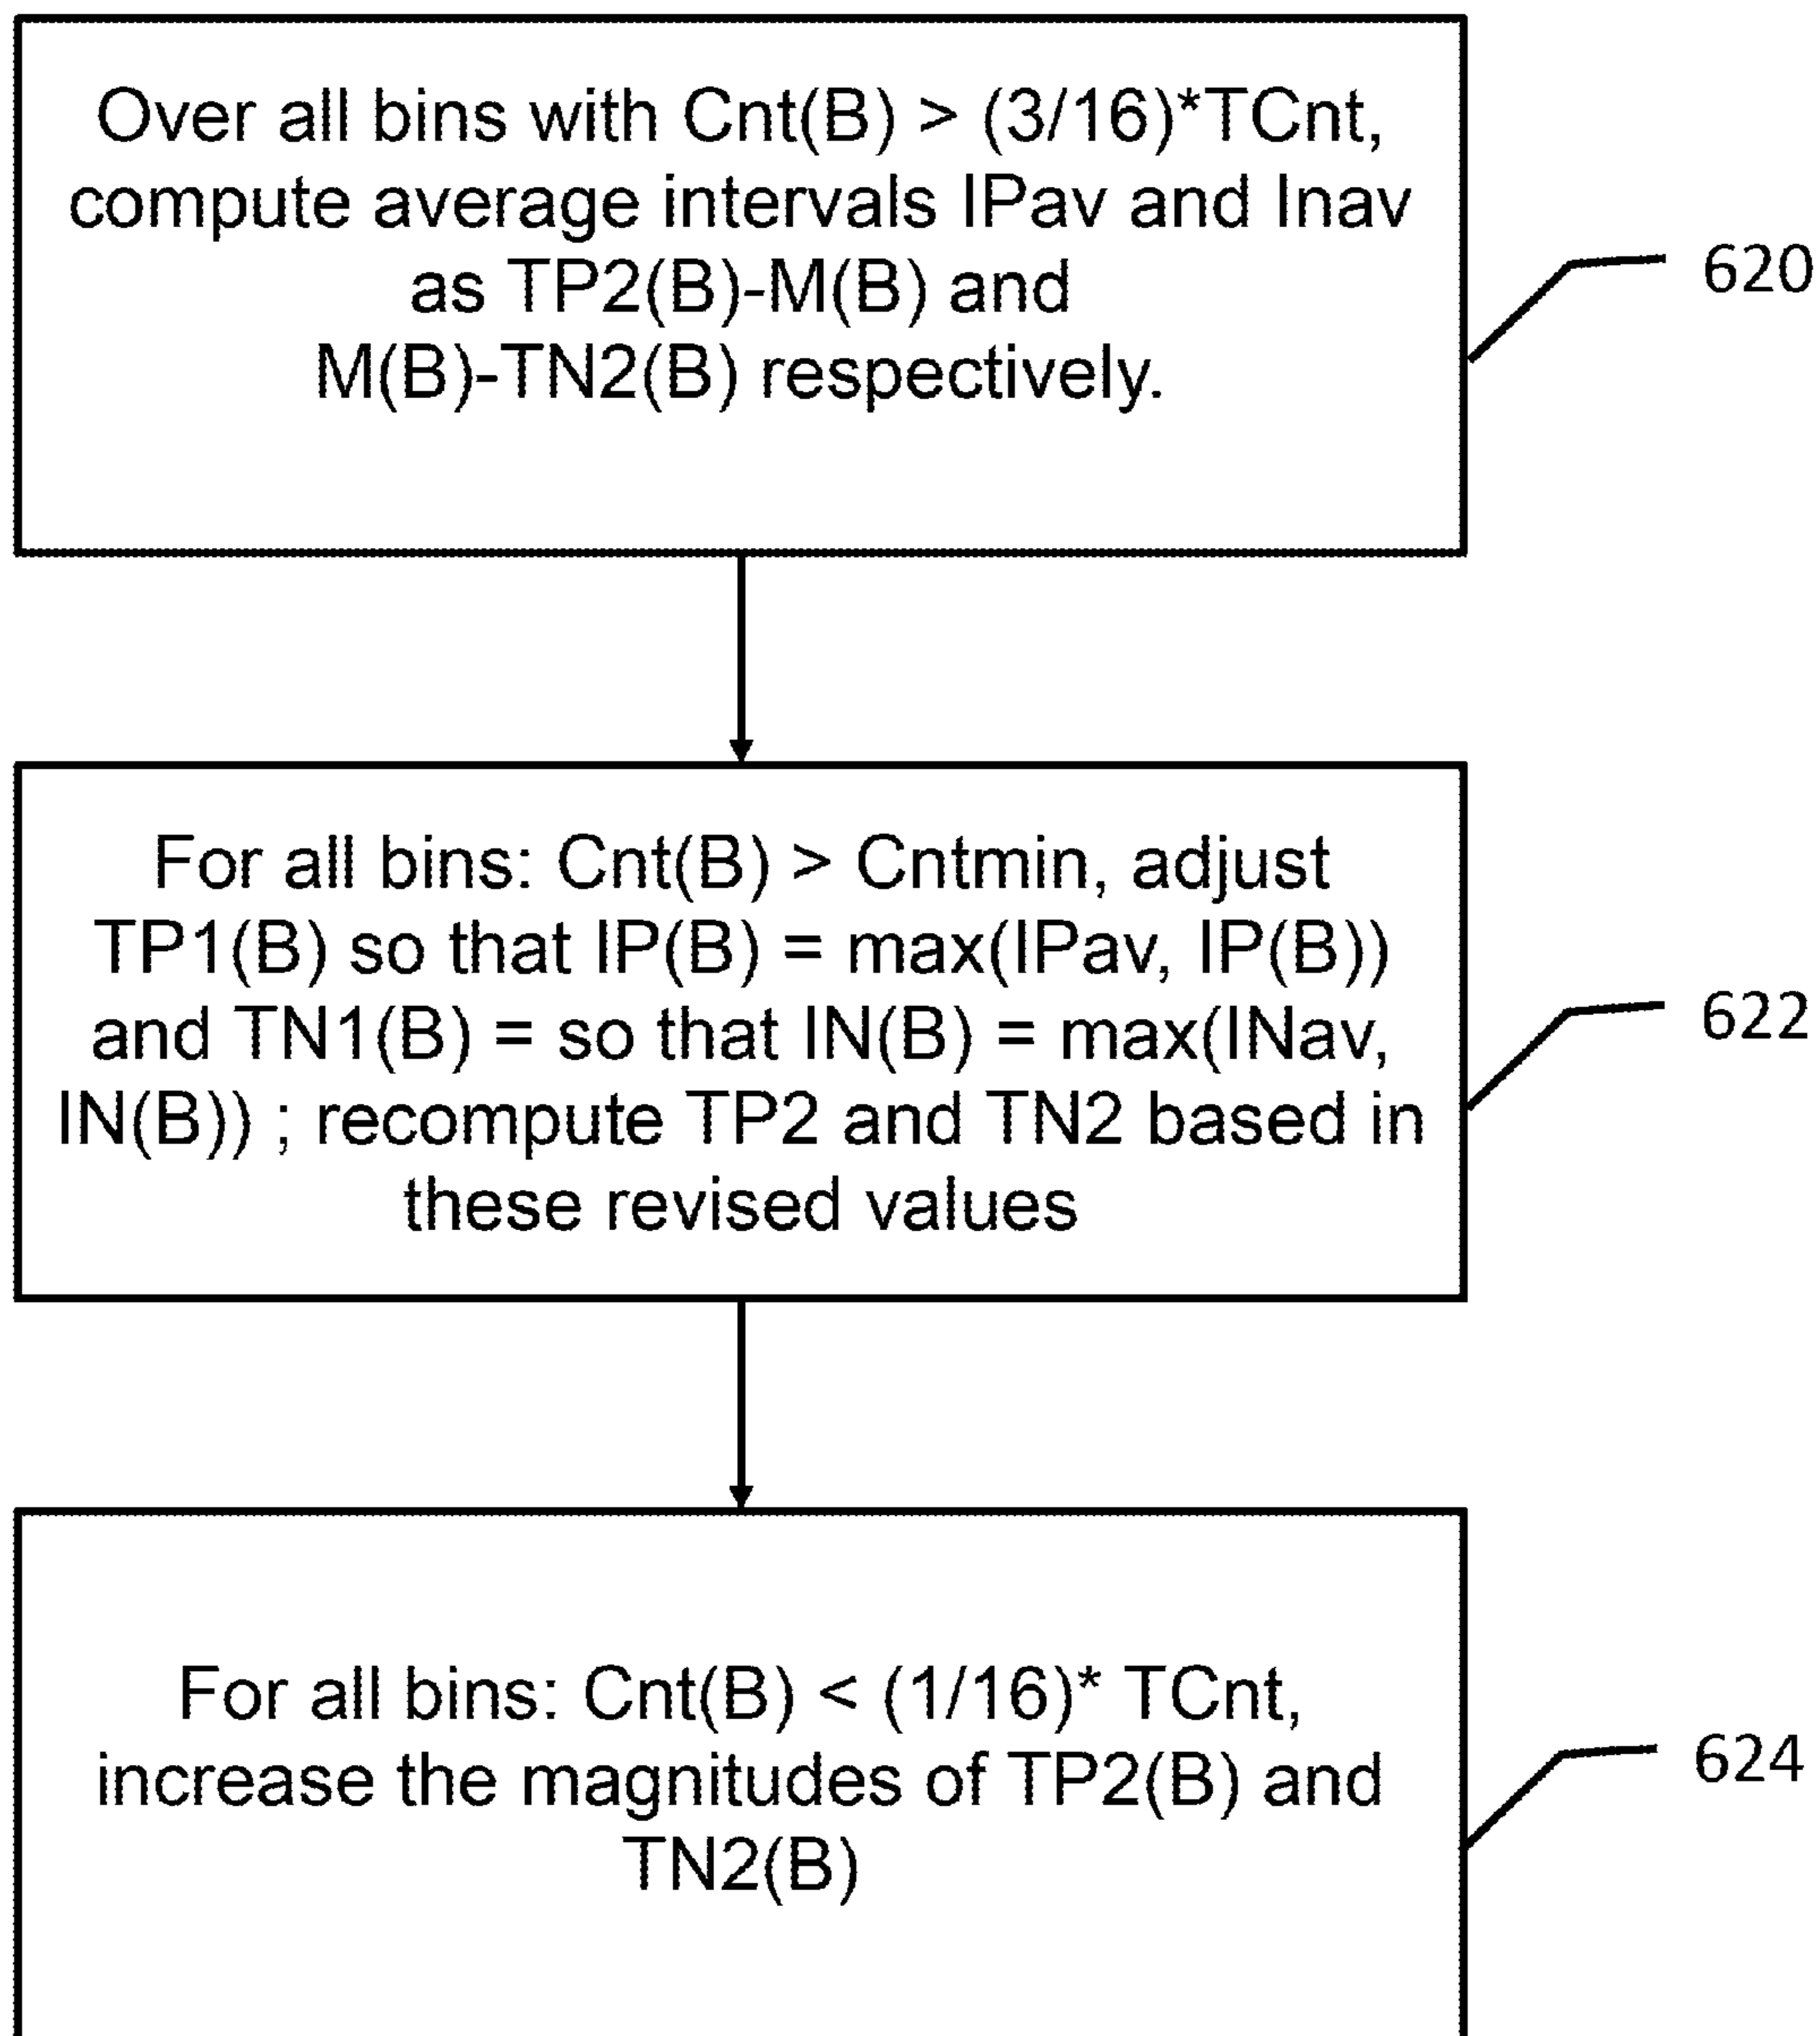 Over all bins with Cnt(B) > (3/16)*TCnt,
compute average intervals IPav and Inav
as TP2(B)-M(B) and
M(B)-TN2(B) respectively.
620
For all bins: Cnt(B) > Cntmin, adjust
TP1(B) so that IP(B) = max(IPav, IP(B))
and TN1(B) = so that IN(B) = max(INav,
IN(B)) ; recompute TP2 and TN2 based in
these revised values
622
For all bins: Cnt(B) < (1/16)* TCnt,
increase the magnitudes of TP2(B) and
TN2(B)
624